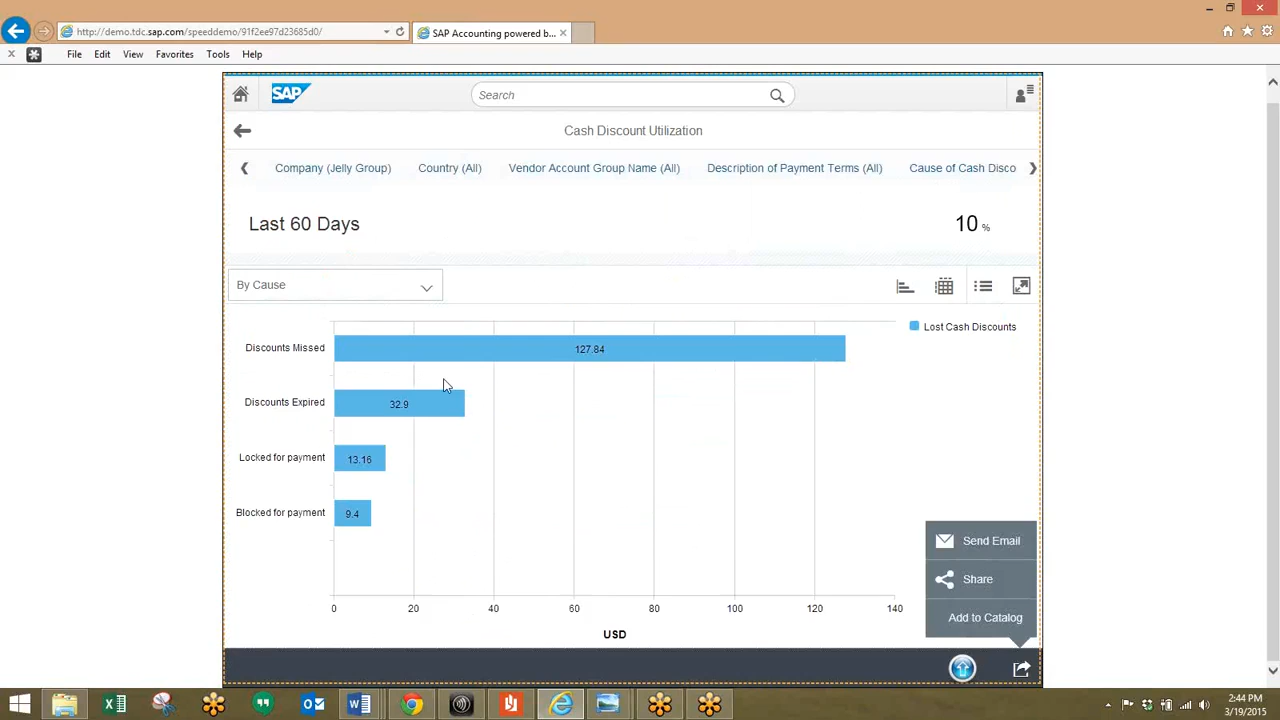 http://demo.tdc.sap.com/speeddemo/91f2ee97d23685d0/
SAP Accounting powered b...
File Edit View Favorites Tools Help
SAP
Search
Cash Discount Utilization
Company (Jelly Group) Country (All) Vendor Account Group Name (All) Description of Payment Terms (All) Cause of Cash Disco
Last 60 Days
10 %
By Cause
Lost Cash Discounts
Discounts Missed 127.84
Discounts Expired 32.9
Locked for payment 13.16
Blocked for payment 9.4
Send Email
Share
Add to Catalog
0 20 40 60 80 100 120 140
USD
2:44 PM
3/19/2015